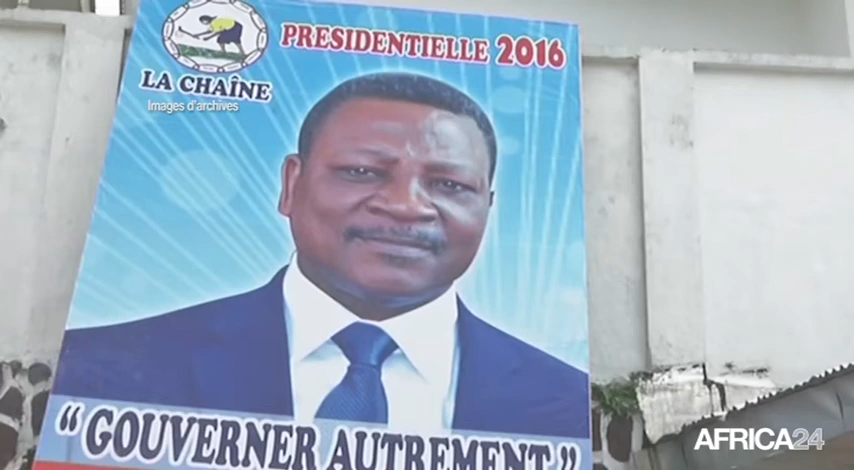 PRESIDENTIELLE 2016
LA CHAÎNE
Images d'archives
“ GOUVERNER AUTREMENT ”
AFRICA24